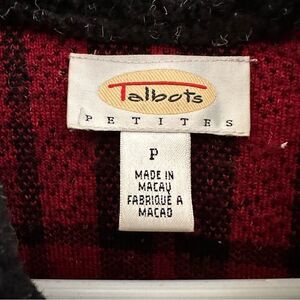 Talbots
PETITES
P
MADE IN
MACAU
FABRIQUÉ À
MACAO